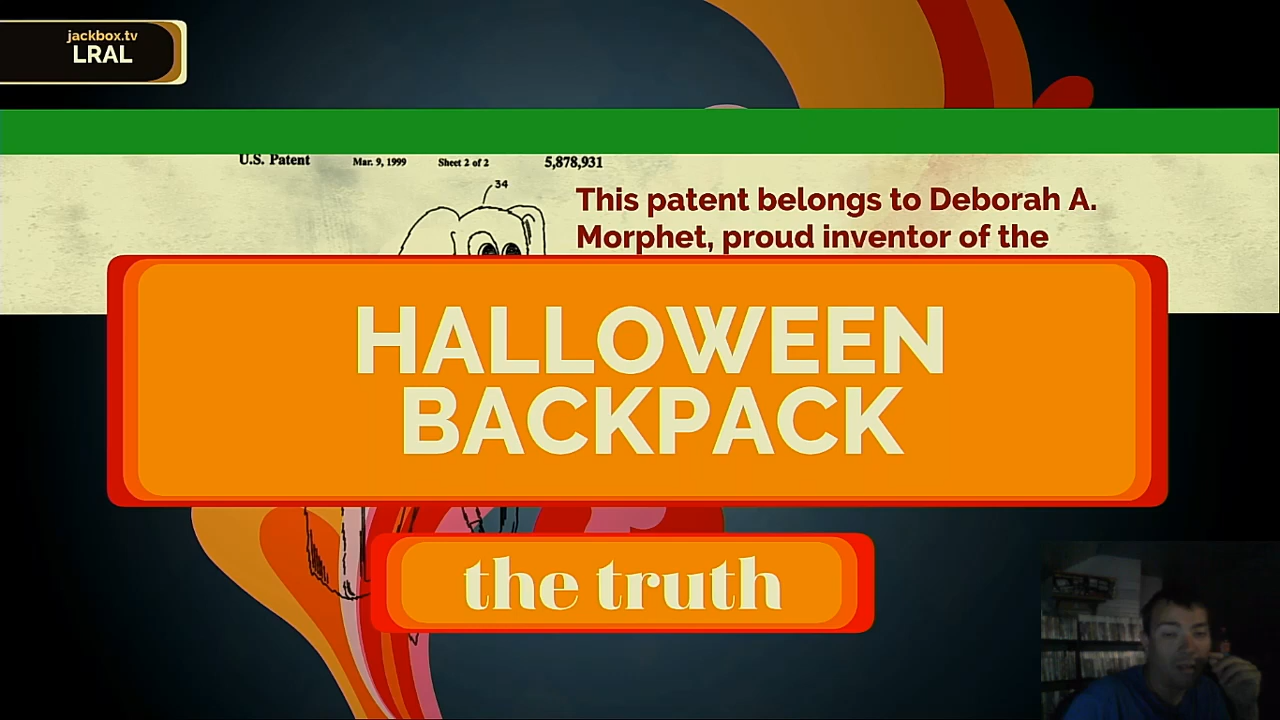 jackbox.tv
LRAL
U.S. Patent Mar. 9, 1999 Sheet 2 of 2 5,878,931
34
This patent belongs to Deborah A.
Morphet, proud inventor of the
HALLOWEEN
BACKPACK
the truth